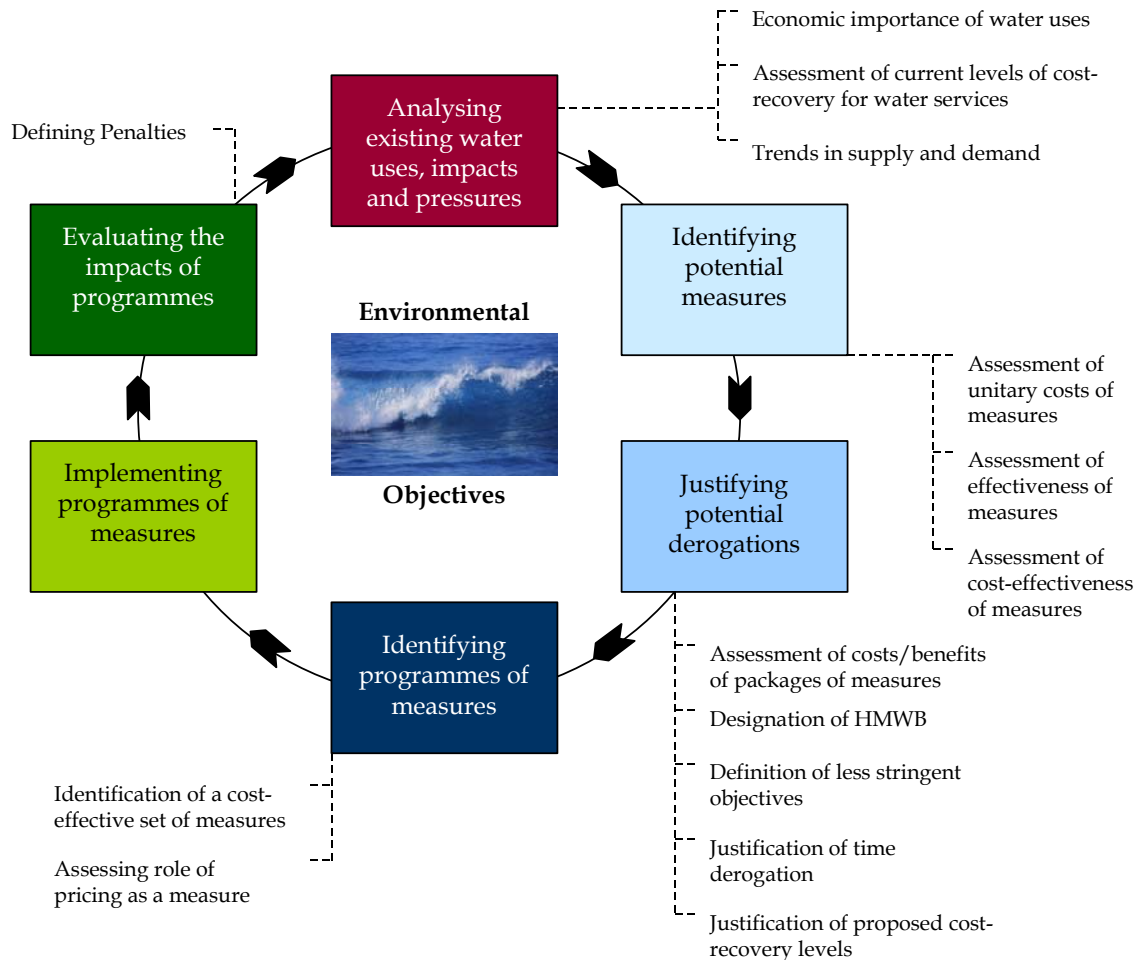 Economic importance of water uses
Assessment of current levels of cost-
recovery for water services
Trends in supply and demand
Defining Penalties
Analysing
existing water
uses, impacts
and pressures
Evaluating the
impacts of
programmes
Identifying
potential
measures
Environmental
Objectives
Assessment of
unitary costs of
measures
Assessment of
effectiveness of
measures
Assessment of
cost-effectiveness
of measures
Implementing
programmes of
measures
Justifying
potential
derogations
Identifying
programmes of
measures
Assessment of costs/benefits
of packages of measures
Designation of HMWB
Definition of less stringent
objectives
Justification of time
derogation
Justification of proposed cost-
recovery levels
Identification of a cost-
effective set of measures
Assessing role of
pricing as a measure